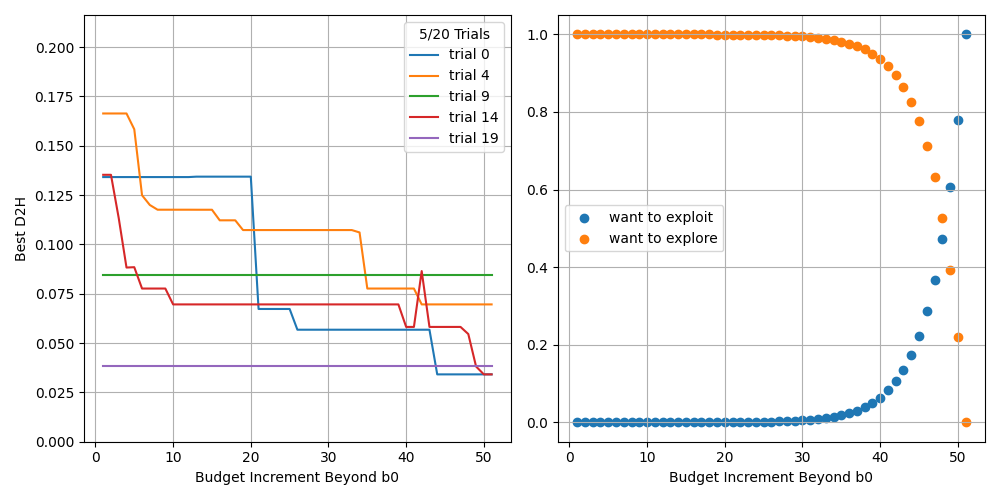 5/20 Trials
trial 0
trial 4
trial 9
trial 14
trial 19
0.200
0.175
0.150
0.125
0.100
0.075
0.050
0.025
0.000
Best D2H
0 10 20 30 40 50
Budget Increment Beyond b0
1.0
0.8
0.6
0.4
0.2
0.0
want to exploit
want to explore
0 10 20 30 40 50
Budget Increment Beyond b0